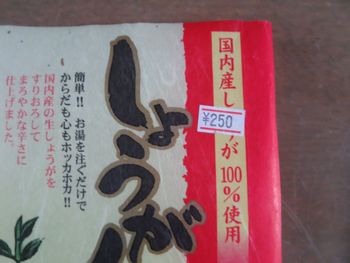 国内産しょうが100%使用
¥250
しょうが
簡単!! お湯を注ぐだけで
からだも心もホッカホカ!!
国内産の生しょうがを
すりおろして
まろやかな辛さに
仕上げました。